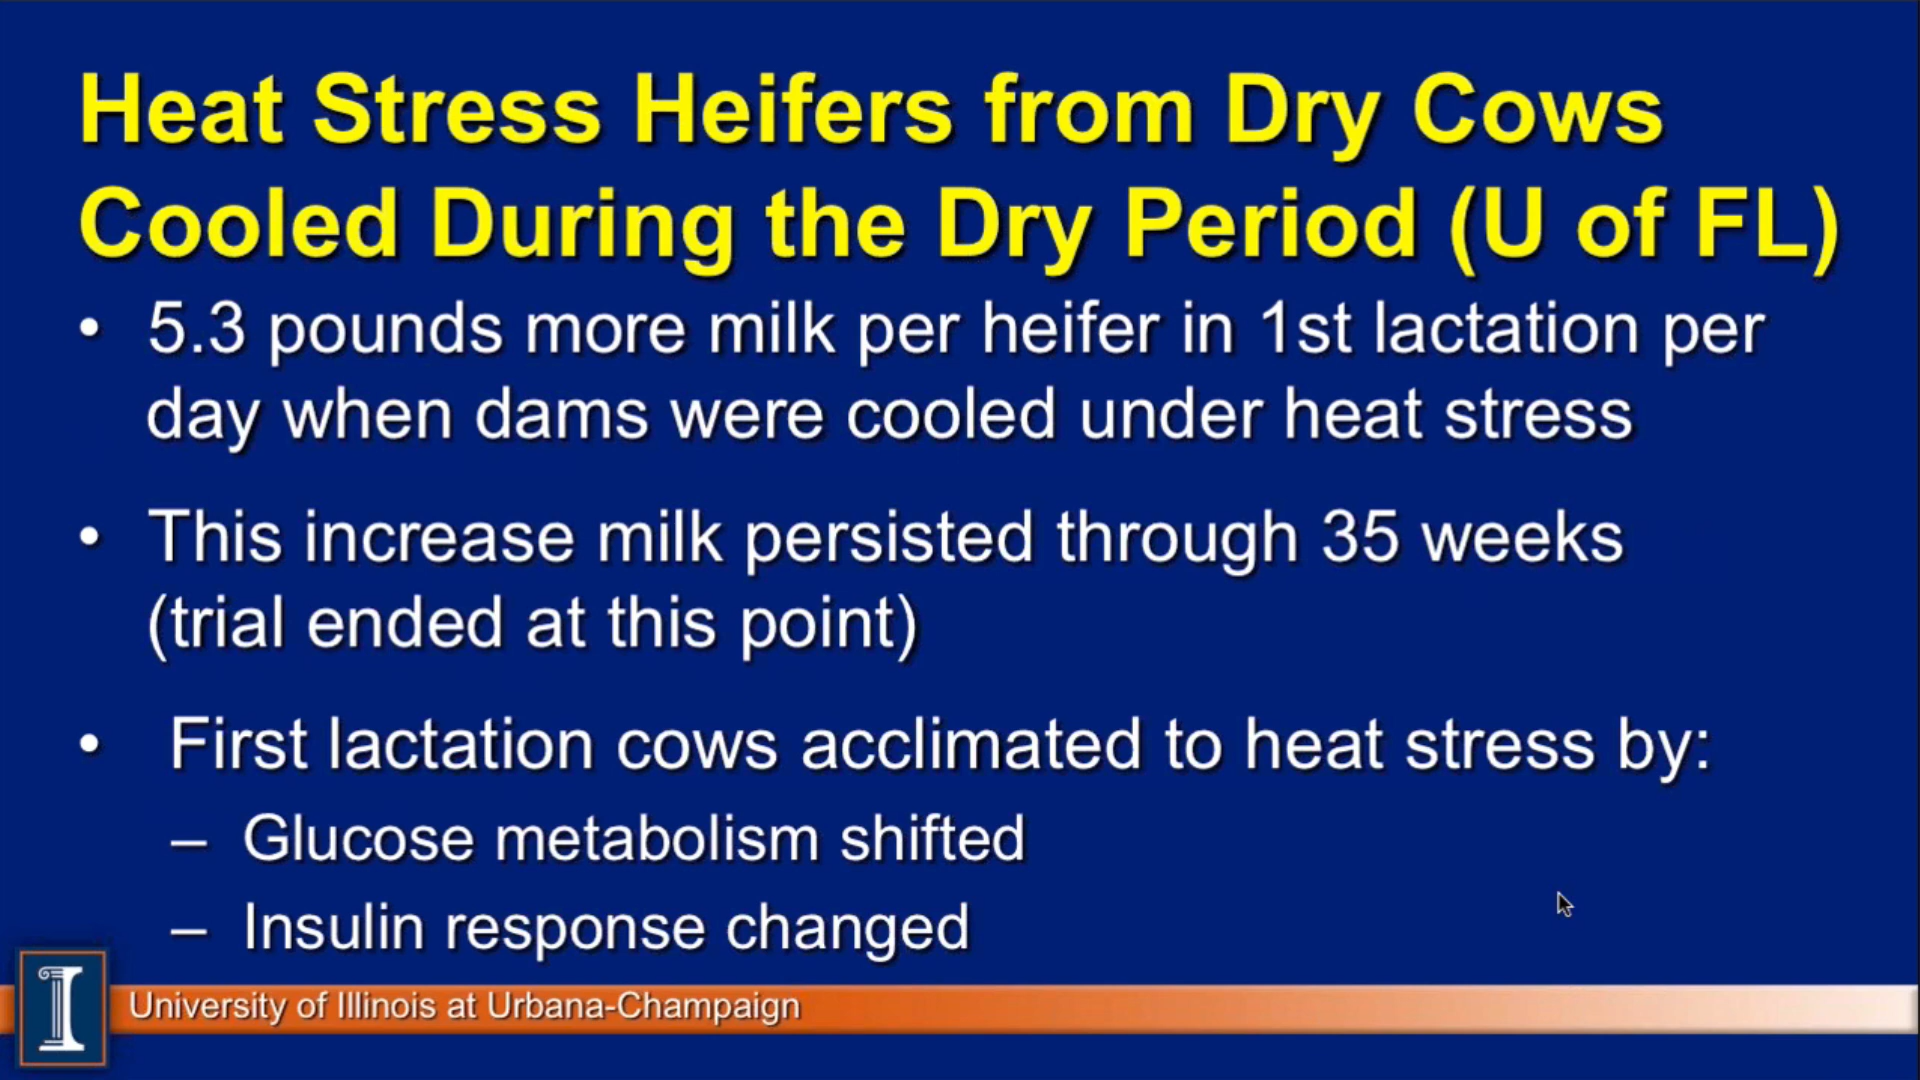 Heat Stress Heifers from Dry Cows
Cooled During the Dry Period (U of FL)
• 5.3 pounds more milk per heifer in 1st lactation per
day when dams were cooled under heat stress
• This increase milk persisted through 35 weeks
(trial ended at this point)
• First lactation cows acclimated to heat stress by:
– Glucose metabolism shifted
– Insulin response changed
I University of Illinois at Urbana-Champaign